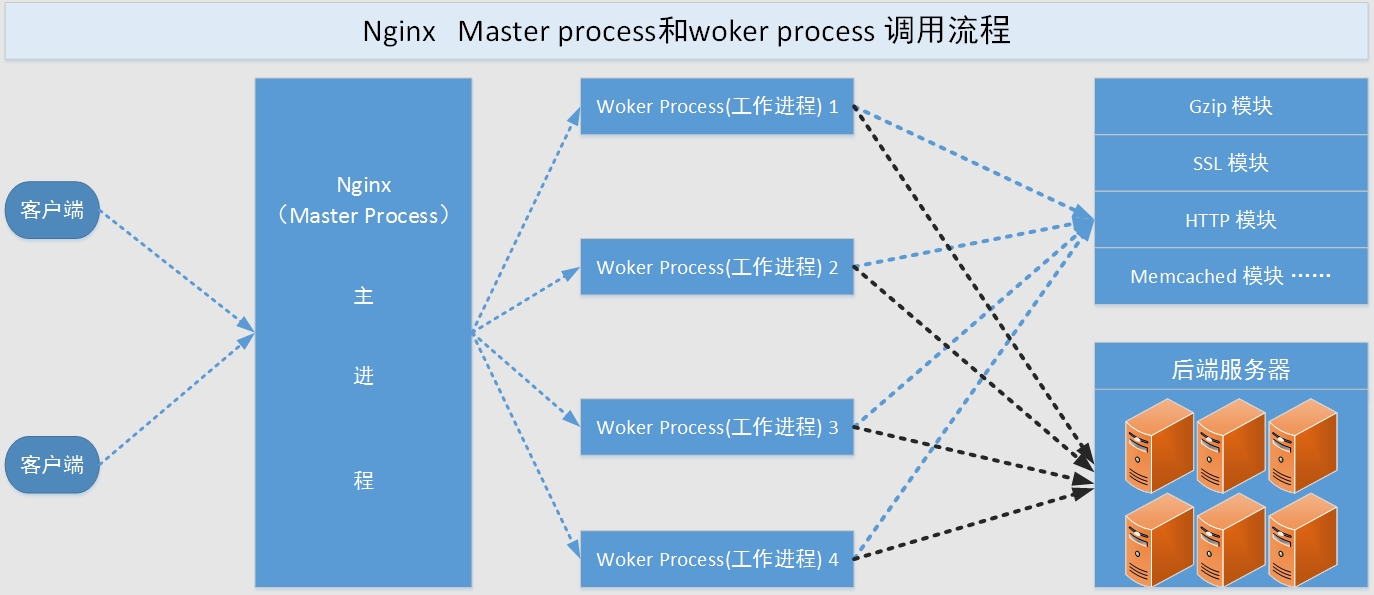 Nginx Master process和woker process 调用流程
客户端
客户端
Nginx
（Master Process）
主
进
程
Woker Process(工作进程) 1
Woker Process(工作进程) 2
Woker Process(工作进程) 3
Woker Process(工作进程) 4
Gzip 模块
SSL 模块
HTTP 模块
Memcached 模块 ……
后端服务器